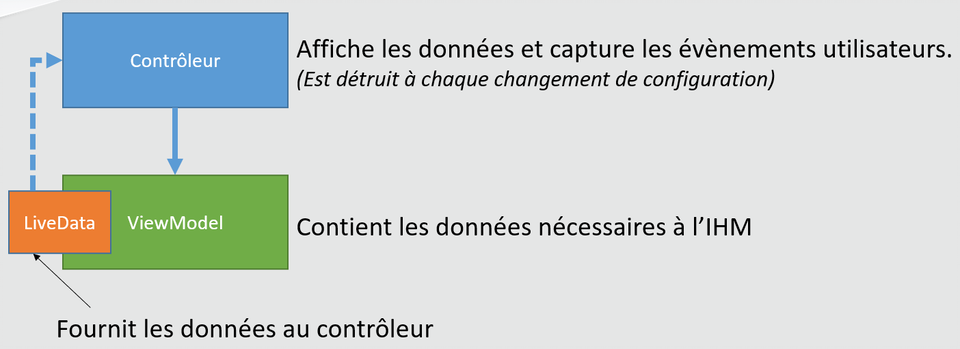 Contrôleur
Affiche les données et capture les évènements utilisateurs.
(Est détruit à chaque changement de configuration)
LiveData
ViewModel
Contient les données nécessaires à l’IHM
Fournit les données au contrôleur